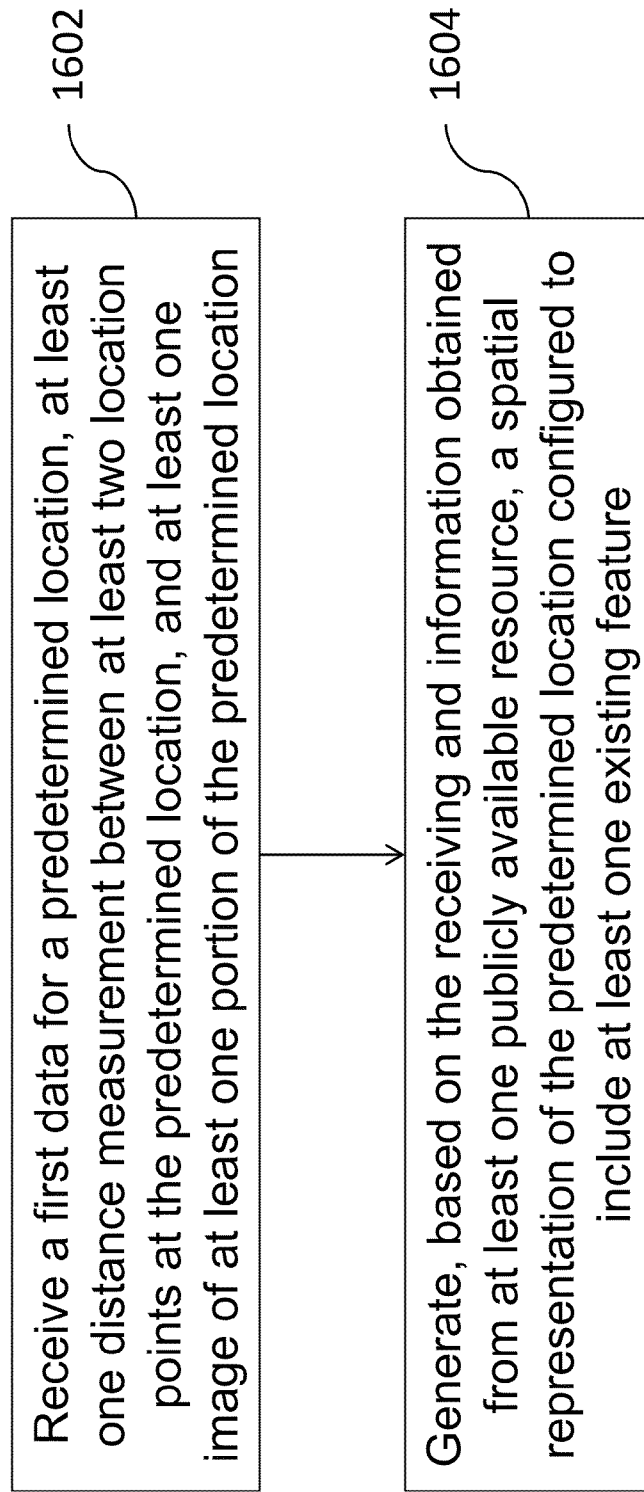 Receive a first data for a predetermined location, at least
one distance measurement between at least two location
points at the predetermined location, and at least one
image of at least one portion of the predetermined location
1602
Generate, based on the receiving and information obtained
from at least one publicly available resource, a spatial
representation of the predetermined location configured to
include at least one existing feature
1604